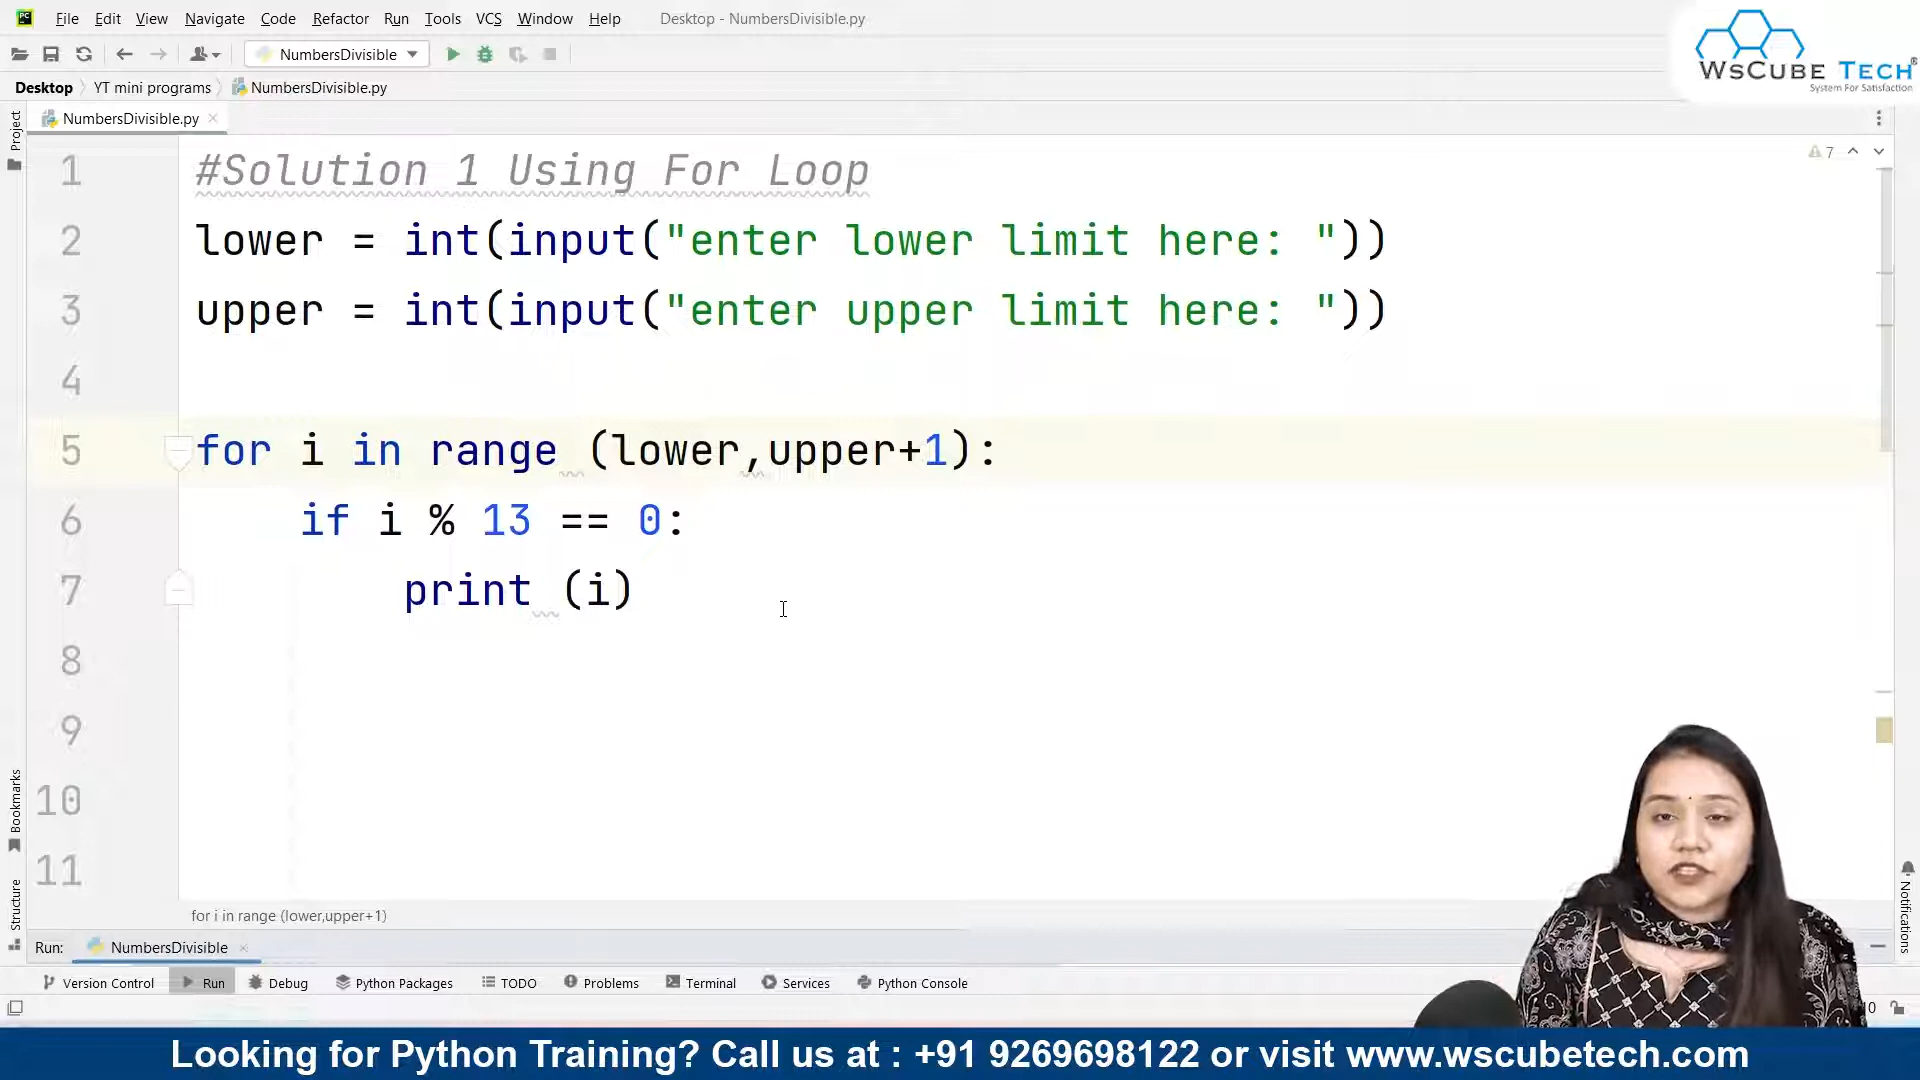 File Edit View Navigate Code Refactor Run Tools VCS Window Help Desktop - NumbersDivisible.py
NumbersDivisible
WsCube Tech®
System For Satisfaction
Desktop YT mini programs NumbersDivisible.py
Project
NumbersDivisible.py
7
1 #Solution 1 Using For Loop
2 lower = int(input("enter lower limit here: "))
3 upper = int(input("enter upper limit here: "))
4
5 for i in range (lower,upper+1):
6 if i % 13 == 0:
7 print (i)
8
9
10
11
Bookmarks
Structure
Notifications
for i in range (lower,upper+1)
Run: NumbersDivisible
Version Control Run Debug Python Packages TODO Problems Terminal Services Python Console
Looking for Python Training? Call us at : +91 9269698122 or visit www.wscubetech.com